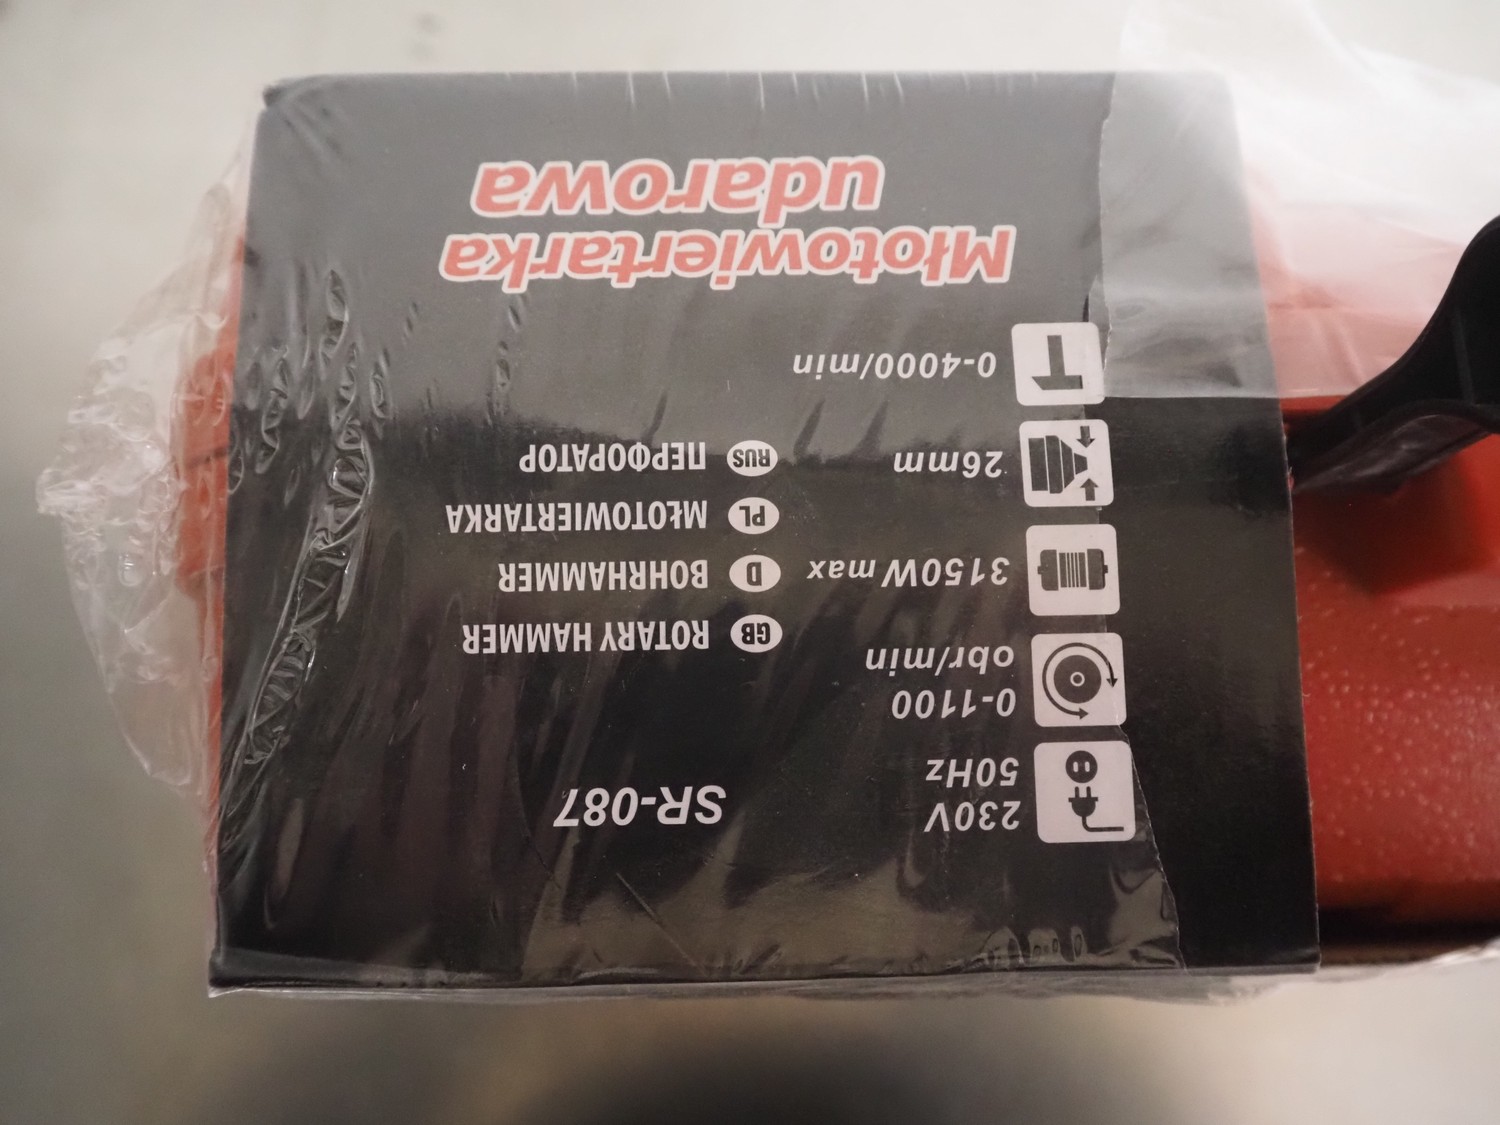 Młotowiertarka
udarowa
0-4000/min
26mm
3150W max
0-1100
obr/min
230V
50Hz
RUS ПЕРФОРАТОР
PL MŁOTOWIERTARKA
D BOHRHAMMER
GB ROTARY HAMMER
SR-087